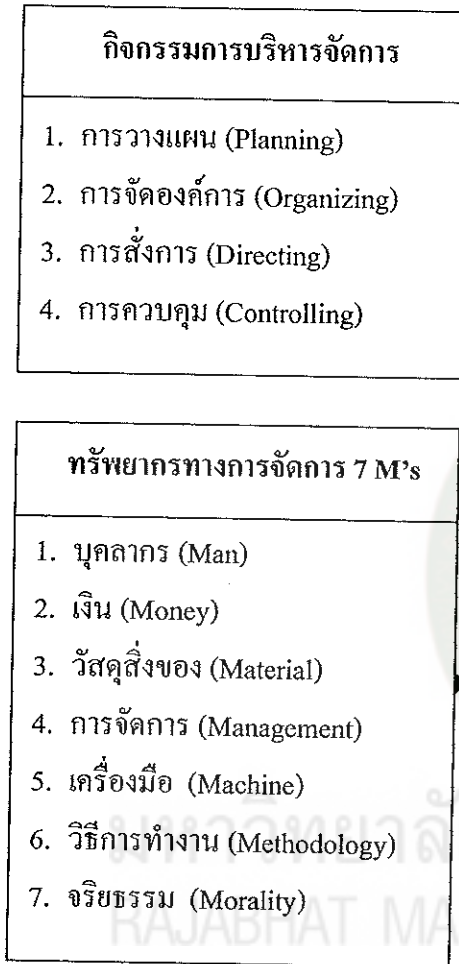 กิจกรรมการบริหารจัดการ
1. การวางแผน (Planning)
2. การจัดองค์การ (Organizing)
3. การสั่งการ (Directing)
4. การควบคุม (Controlling)
ทรัพยากรทางการจัดการ 7 M's
1. บุคลากร (Man)
2. เงิน (Money)
3. วัสดุสิ่งของ (Material)
4. การจัดการ (Management)
5. เครื่องมือ (Machine)
6. วิธีการทำงาน (Methodology)
7. จริยธรรม (Morality)
RAJABHAT